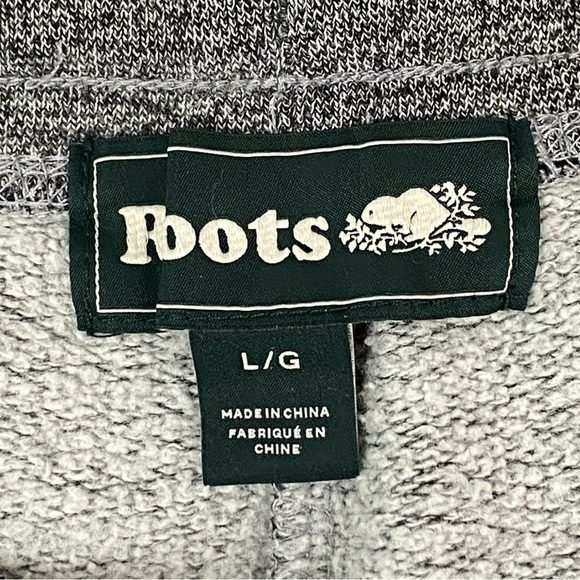 Roots
L/G
MADE IN CHINA
FABRIQUÉ EN
CHINE